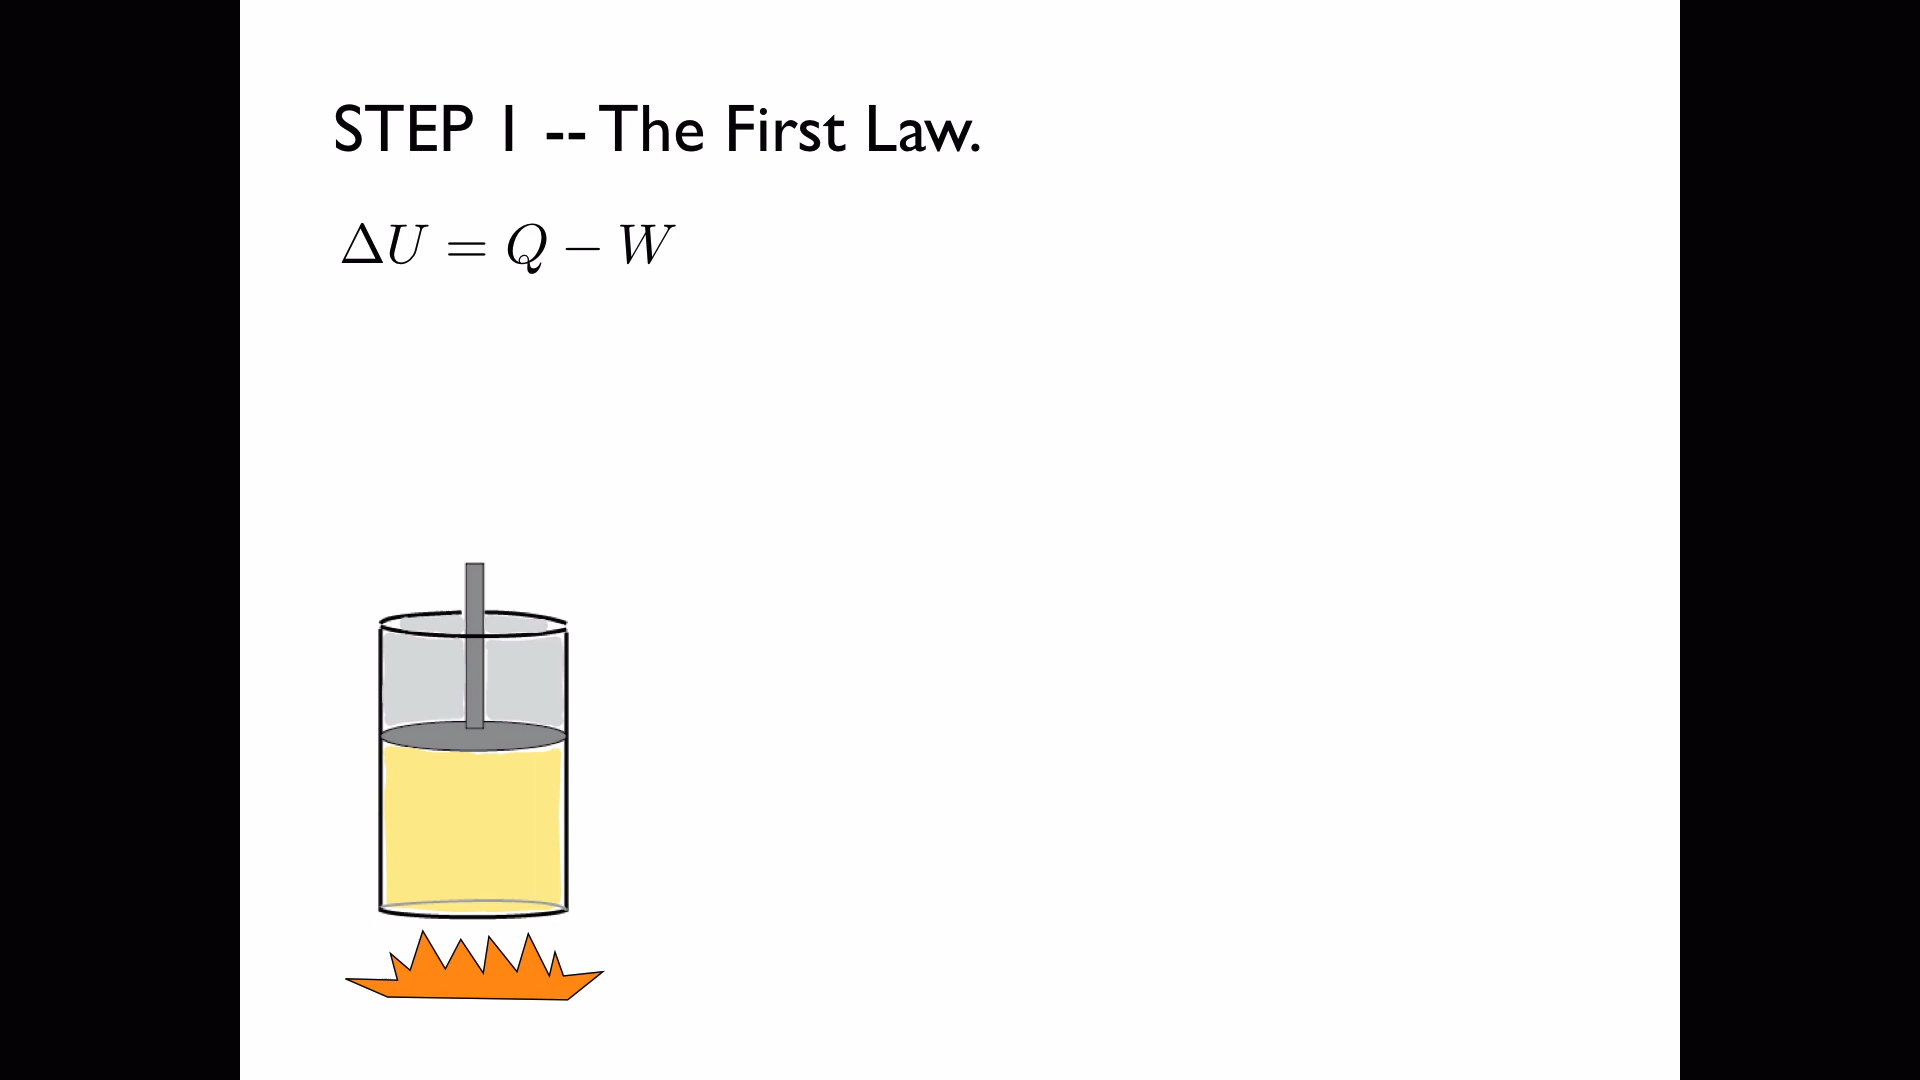 STEP 1 -- The First Law.
ΔU = Q − W